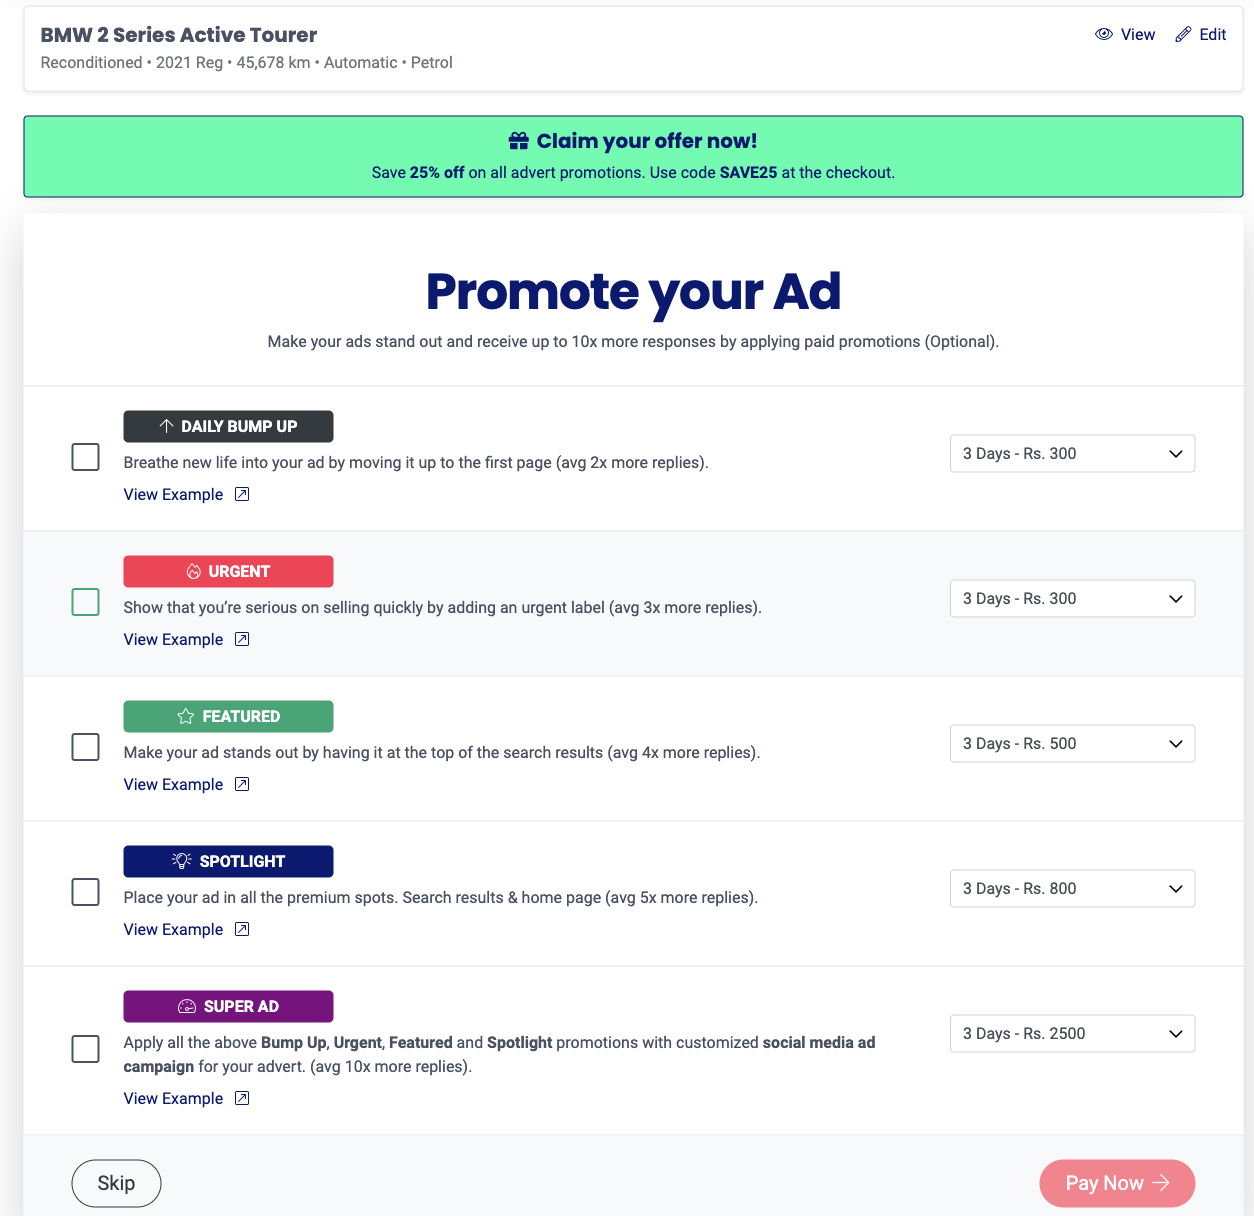 BMW 2 Series Active Tourer
View Edit
Reconditioned • 2021 Reg • 45,678 km • Automatic • Petrol
Claim your offer now!
Save 25% off on all advert promotions. Use code SAVE25 at the checkout.
Promote your Ad
Make your ads stand out and receive up to 10x more responses by applying paid promotions (Optional).
DAILY BUMP UP
Breathe new life into your ad by moving it up to the first page (avg 2x more replies).
View Example
3 Days - Rs. 300
URGENT
Show that you’re serious on selling quickly by adding an urgent label (avg 3x more replies).
View Example
3 Days - Rs. 300
FEATURED
Make your ad stands out by having it at the top of the search results (avg 4x more replies).
View Example
3 Days - Rs. 500
SPOTLIGHT
Place your ad in all the premium spots. Search results & home page (avg 5x more replies).
View Example
3 Days - Rs. 800
SUPER AD
Apply all the above Bump Up, Urgent, Featured and Spotlight promotions with customized social media ad
campaign for your advert. (avg 10x more replies).
View Example
3 Days - Rs. 2500
Skip
Pay Now